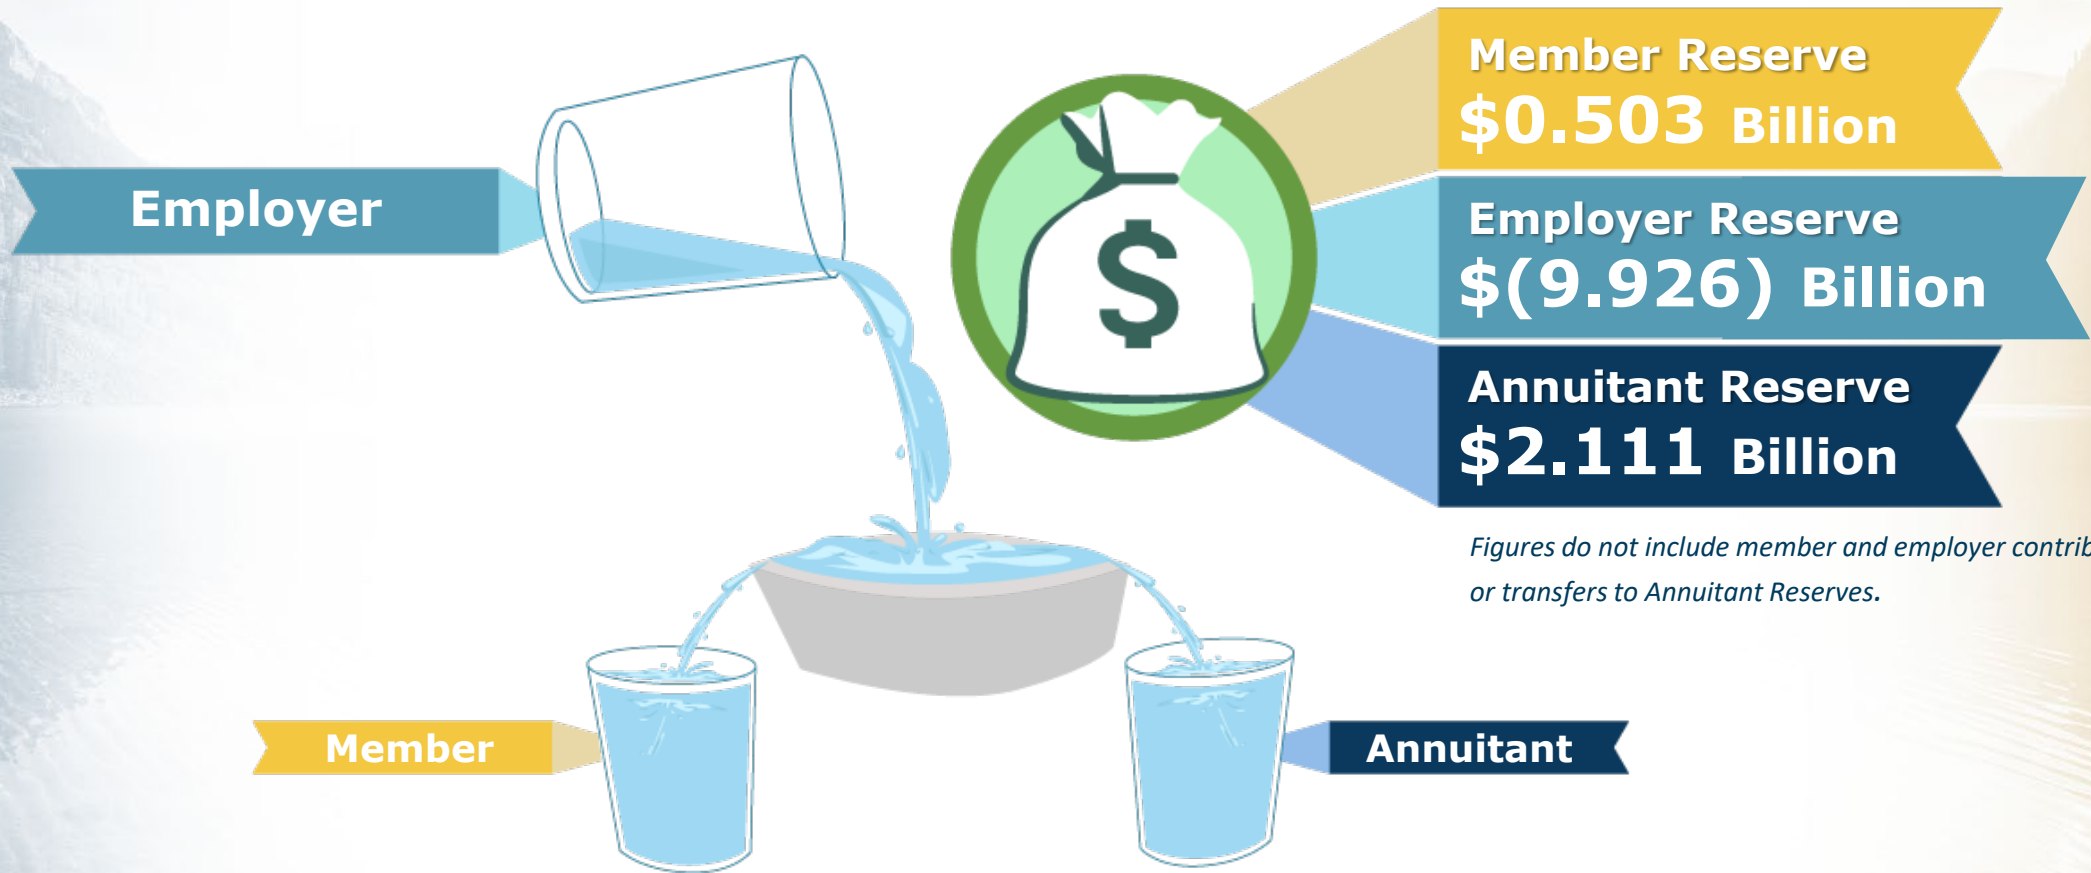 Employer
Member Reserve
$0.503 Billion
Employer Reserve
$(9.926) Billion
Annuitant Reserve
$2.111 Billion
Figures do not include member and employer
or transfers to Annuitant Reserves.
Member
Annuitant
$